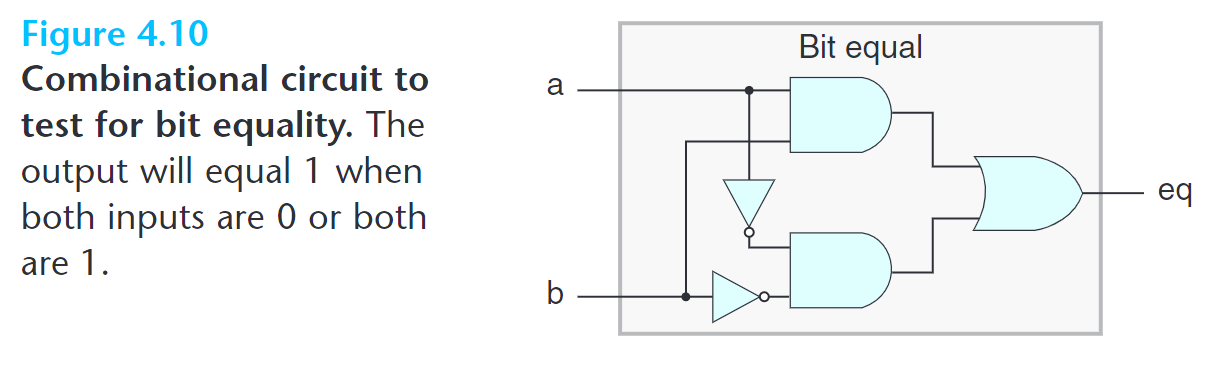 Figure 4.10
Combinational circuit to
test for bit equality. The
output will equal 1 when
both inputs are 0 or both
are 1.
Bit equal
a
b
eq